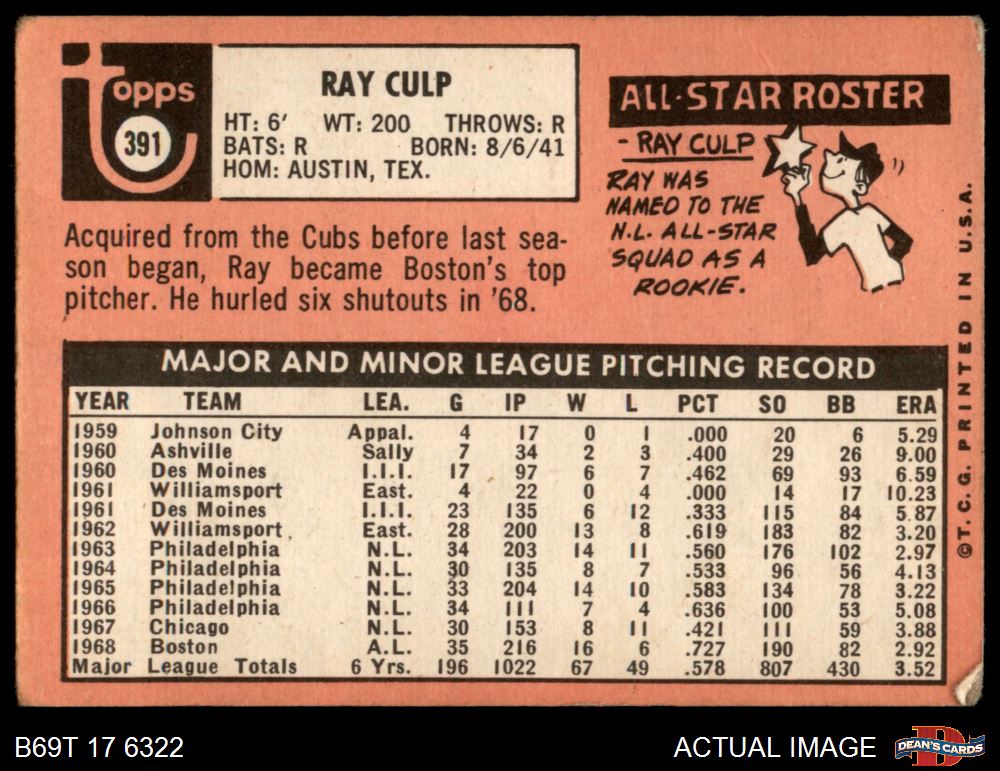 Topps
391
RAY CULP
HT: 6' WT: 200 THROWS: R
BATS: R BORN: 8/6/41
HOM: AUSTIN, TEX.
Acquired from the Cubs before last sea-
son began, Ray became Boston's top
pitcher. He hurled six shutouts in '68.
ALL-STAR ROSTER
- RAY CULP
RAY WAS
NAMED TO THE
N.L. ALL-STAR
SQUAD AS A
ROOKIE.
MAJOR AND MINOR LEAGUE PITCHING RECORD
YEAR TEAM LEA. G IP W L PCT SO BB ERA
1959 Johnson City Appal. 4 17 0 1 .000 20 6 5.29
1960 Ashville Sally 7 34 2 3 .400 29 26 9.00
1960 Des Moines I.I.I. 17 97 6 7 .462 69 93 6.59
1961 Williamsport East. 4 22 0 4 .000 14 17 10.23
1961 Des Moines I.I.I. 23 135 6 12 .333 115 84 5.87
1962 Williamsport East. 28 200 13 8 .619 183 82 3.20
1963 Philadelphia N.L. 34 203 14 11 .560 176 102 2.97
1964 Philadelphia N.L. 30 135 8 7 .533 96 56 4.13
1965 Philadelphia N.L. 33 204 14 10 .583 134 78 3.22
1966 Philadelphia N.L. 34 111 7 4 .636 100 53 5.08
1967 Chicago N.L. 30 153 8 11 .421 111 59 3.88
1968 Boston A.L. 35 216 16 6 .727 190 82 2.92
Major League Totals 6 Yrs. 196 1022 67 49 .578 807 430 3.52
©T.C.G. PRINTED IN U.S.A.
B69T 17 6322
ACTUAL IMAGE
D
DEAN'S CARDS